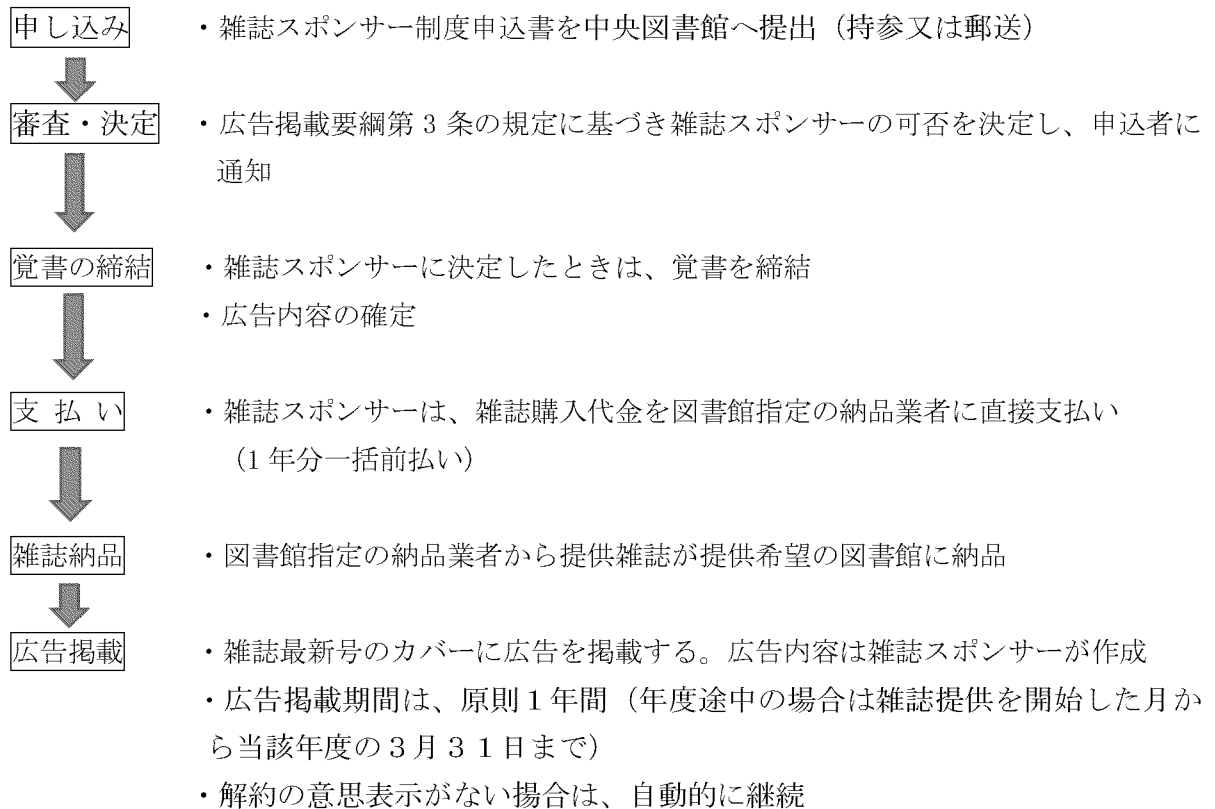 申し込み ・雑誌スポンサー制度申込書を中央図書館へ提出（持参又は郵送）
審査・決定 ・広告掲載要綱第３条の規定に基づき雑誌スポンサーの可否を決定し、申込者に
通知
覚書の締結 ・雑誌スポンサーに決定したときは、覚書を締結
・広告内容の確定
支 払 い ・雑誌スポンサーは、雑誌購入代金を図書館指定の納品業者に直接支払い
（1 年分一括前払い）
雑誌納品 ・図書館指定の納品業者から提供雑誌が提供希望の図書館に納品
広告掲載 ・雑誌最新号のカバーに広告を掲載する。広告内容は雑誌スポンサーが作成
・広告掲載期間は、原則１年間（年度途中の場合は雑誌提供を開始した月か
ら当該年度の３月３１日まで）
・解約の意思表示がない揚合は、自動的に継続